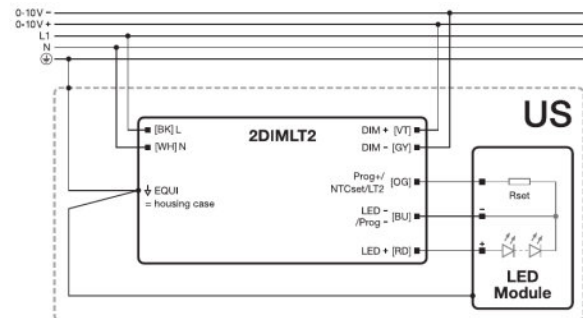 0-10V -
0-10V +
L1
N
US
2DIMLT2
[BK] L
[WH] N
EQUI
= housing case
DIM + [VT]
DIM - [GY]
Prog+/
NTCset/LT2
[OG]
LED -
/Prog -
[BU]
LED + [RD]
Rset
-
+
LED
Module